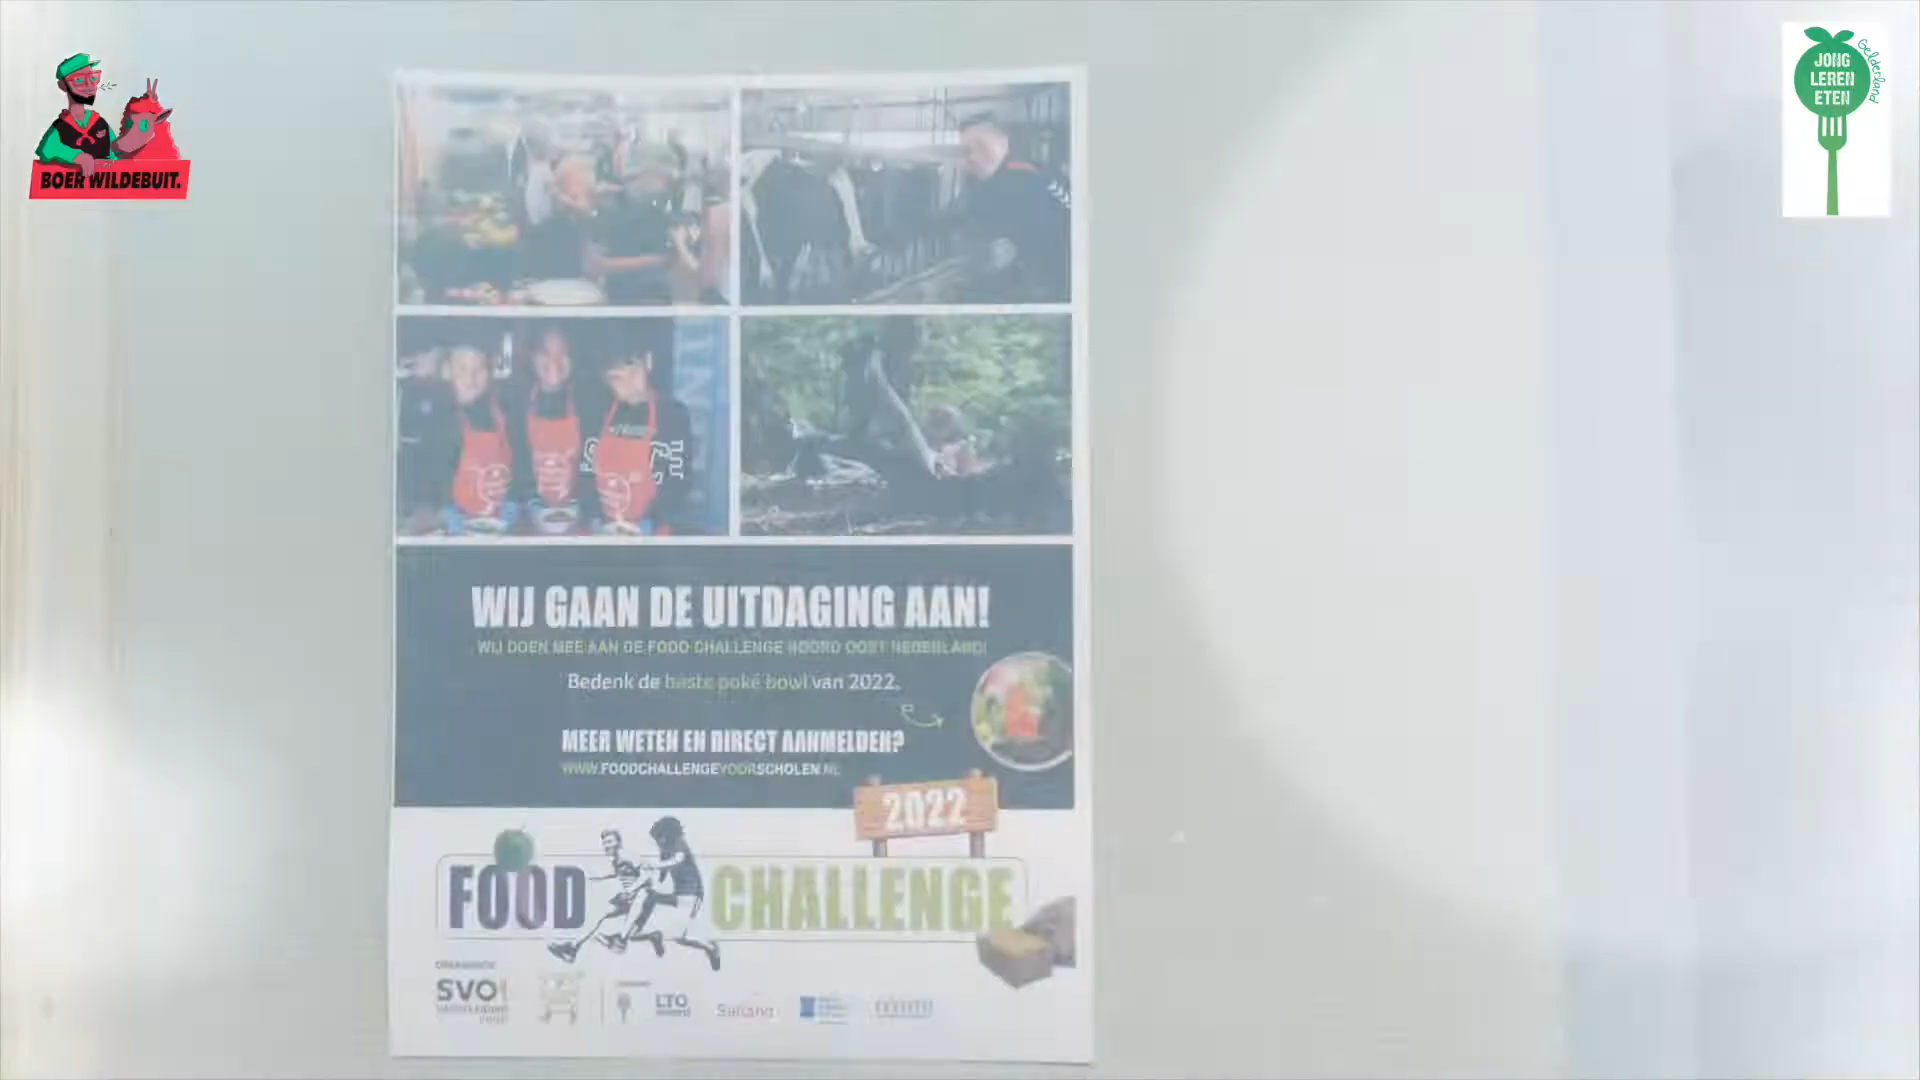 BOER WILDEBUIT.
JONG
LEREN
ETEN
Gelderland
WIJ GAAN DE UITDAGING AAN!
WIJ DOEN MEE AAN DE FOOD CHALLENGE NOORD OOST NEDERLAND!
Bedenk de beste poké bowl van 2022.
MEER WETEN EN DIRECT AANMELDEN?
WWW.FOODCHALLENGEVOORSCHOLEN.NL
2022
FOOD CHALLENGE
SVO
LTO
Salland